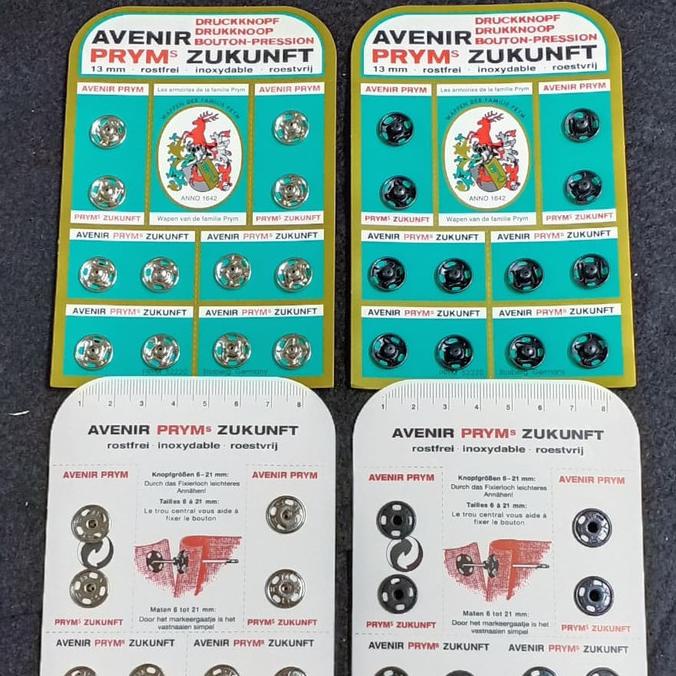 DRUCKKNOPF
DRUKKNOOP
AVENIR BOUTON-PRESSION
PRYMS ZUKUNFT
13 mm · rostfrei · inoxydable · roestvrij
AVENIR PRYM
Les armoiries de la famille Prym
AVENIR PRYM
WAPPEN DER FAMILIE PRYM
ANNO 1642
PRYMS ZUKUNFT
Wapen van de familie Prym
PRYMS ZUKUNFT
AVENIR PRYMS ZUKUNFT
AVENIR PRYMS ZUKUNFT
AVENIR PRYMS ZUKUNFT
AVENIR PRYMS ZUKUNFT
Stolberg Germany
DRUCKKNOPF
DRUKKNOOP
AVENIR BOUTON-PRESSION
PRYMS ZUKUNFT
13 mm · rostfrei · inoxydable · roestvrij
AVENIR PRYM
Les armoiries de la famille Prym
AVENIR PRYM
WAPPEN DER FAMILIE PRYM
ANNO 1642
PRYMS ZUKUNFT
Wapen van de familie Prym
PRYMS ZUKUNFT
AVENIR PRYMS ZUKUNFT
AVENIR PRYMS ZUKUNFT
AVENIR PRYMS ZUKUNFT
AVENIR PRYMS ZUKUNFT
Stolberg Germany
1 2 3 4 5 6 7 8
AVENIR PRYMS ZUKUNFT
rostfrei · inoxydable · roestvrij
AVENIR PRYM
Knopfgrößen 6-21 mm:
Durch das Fixierloch leichteres
Annähen!
Tailles 6 à 21 mm:
Le trou central vous aide à
fixer le bouton
AVENIR PRYM
Maten 6 tot 21 mm:
Door het markeergaatje is het
vastnaaien simpel
PRYMS ZUKUNFT
PRYMS ZUKUNFT
AVENIR PRYMS ZUKUNFT
AVENIR PRYMS ZUKUNFT
1 2 3 4 5 6 7 8
AVENIR PRYMS ZUKUNFT
rostfrei · inoxydable · roestvrij
AVENIR PRYM
Knopfgrößen 6-21 mm:
Durch das Fixierloch leichteres
Annähen!
Tailles 6 à 21 mm:
Le trou central vous aide à
fixer le bouton
AVENIR PRYM
Maten 6 tot 21 mm:
Door het markeergaatje is het
vastnaaien simpel
PRYMS ZUKUNFT
PRYMS ZUKUNFT
AVENIR PRYMS ZUKUNFT
AVENIR PRYMS ZUKUNFT